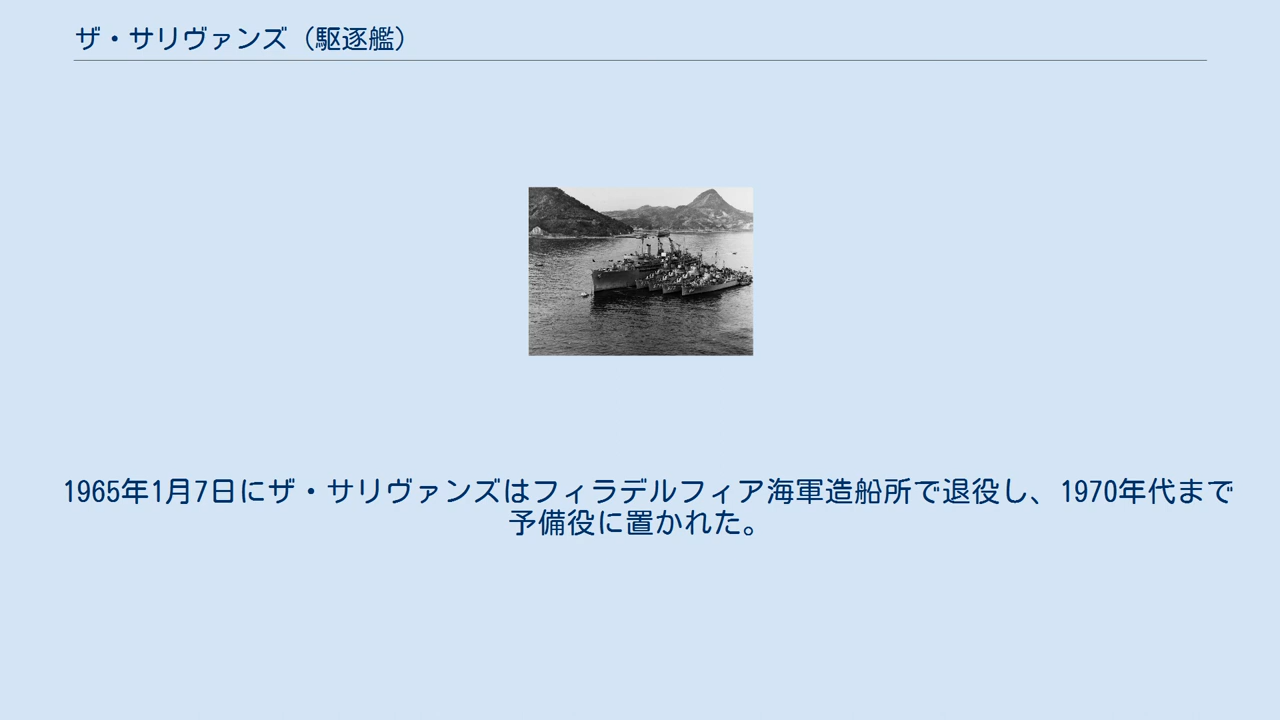 ザ・サリヴァンズ（駆逐艦）
1965年1月7日にザ・サリヴァンズはフィラデルフィア海軍造船所で退役し、1970年代まで
予備役に置かれた。